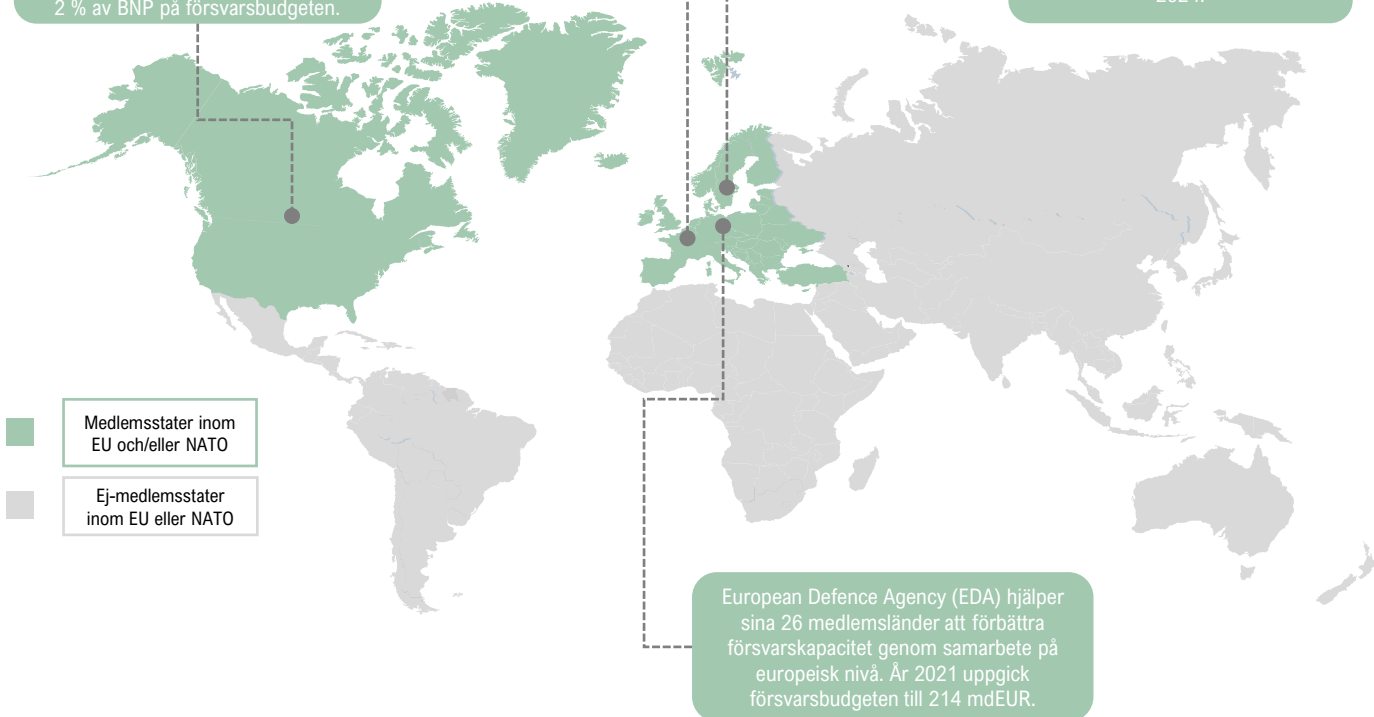 2 % av BNP på försvarsbudgeten.
2024.
Medlemsstater inom
EU och/eller NATO
Ej-medlemsstater
inom EU eller NATO
European Defence Agency (EDA) hjälper
sina 26 medlemsländer att förbättra
försvarskapacitet genom samarbete på
europeisk nivå. År 2021 uppgick
försvarsbudgeten till 214 mdEUR.